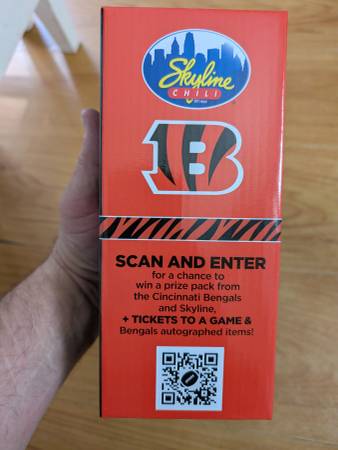 Skyline
CHILI
B
SCAN AND ENTER
for a chance to
win a prize pack from
the Cincinnati Bengals
and Skyline,
+ TICKETS TO A GAME &
Bengals autographed items!